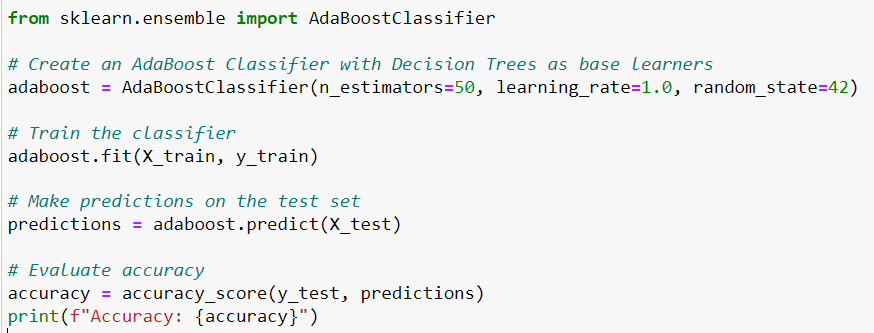 from sklearn.ensemble import AdaBoostClassifier
# Create an AdaBoost Classifier with Decision Trees as base learners
adaboost = AdaBoostClassifier(n_estimators=50, learning_rate=1.0, random_state=42)
# Train the classifier
adaboost.fit(X_train, y_train)
# Make predictions on the test set
predictions = adaboost.predict(X_test)
# Evaluate accuracy
accuracy = accuracy_score(y_test, predictions)
print(f"Accuracy: {accuracy}")